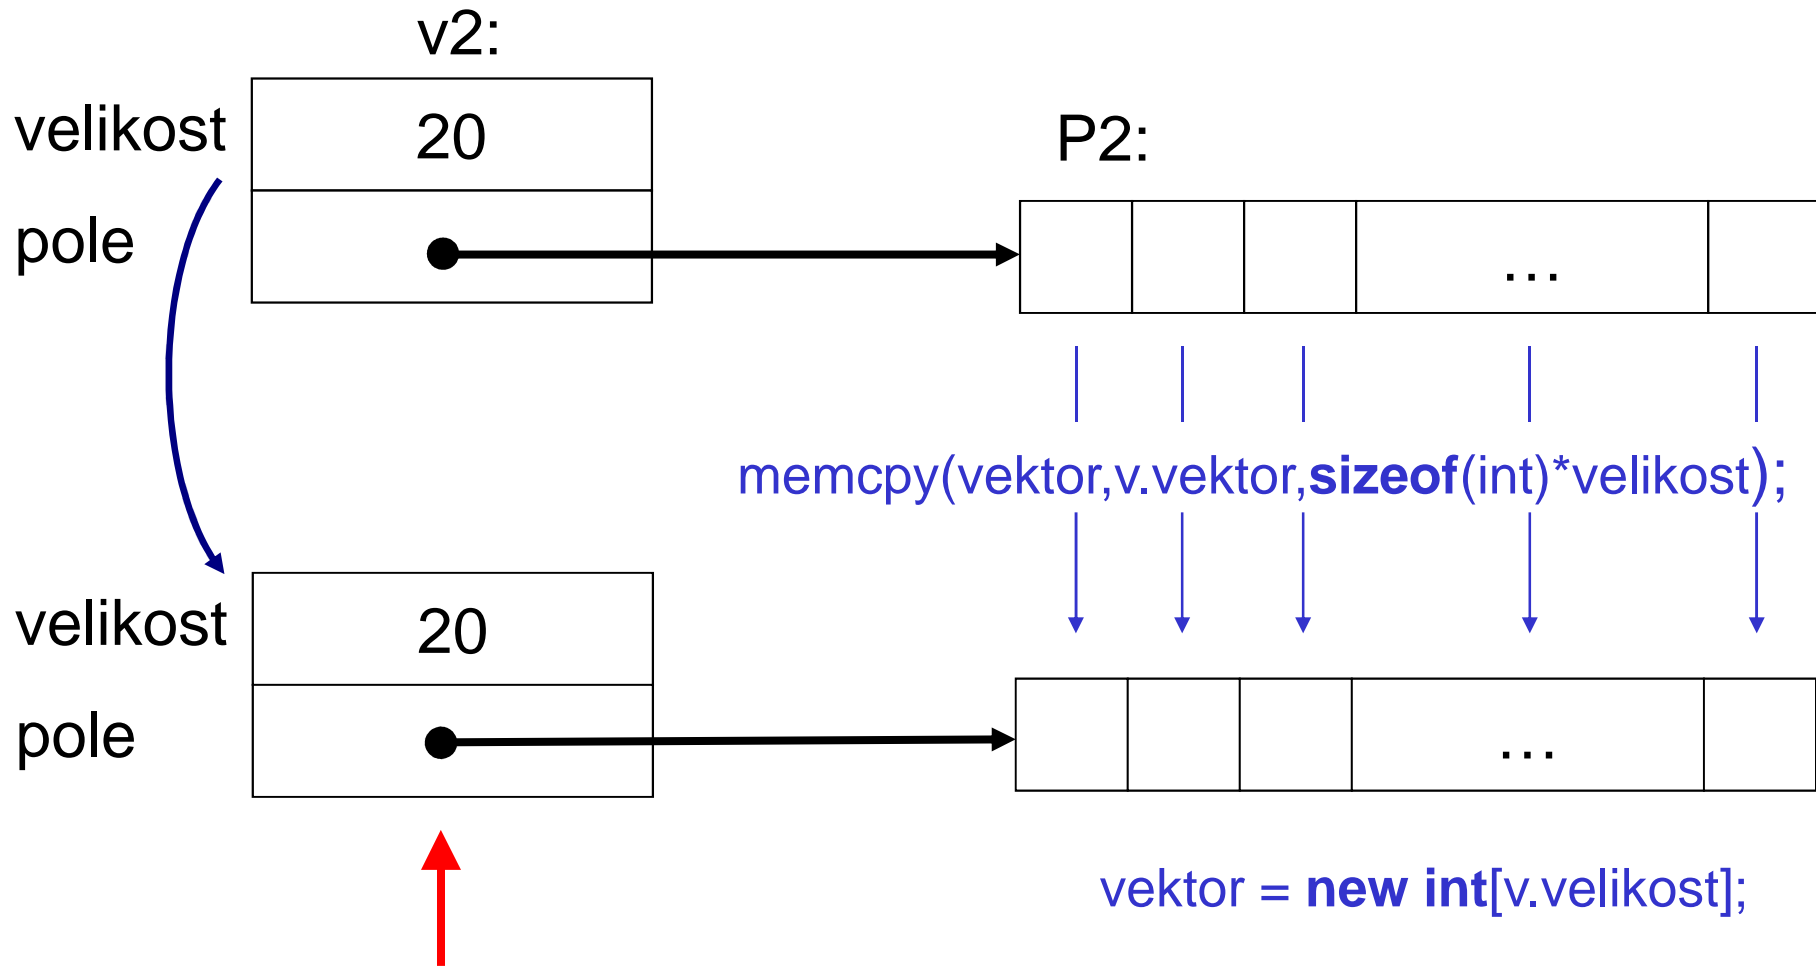 v2:
velikost
20
P2:
pole
…
memcpy(vektor,v.vektor,sizeof(int)*velikost);
velikost
20
pole
…
vektor = new int[v.velikost];